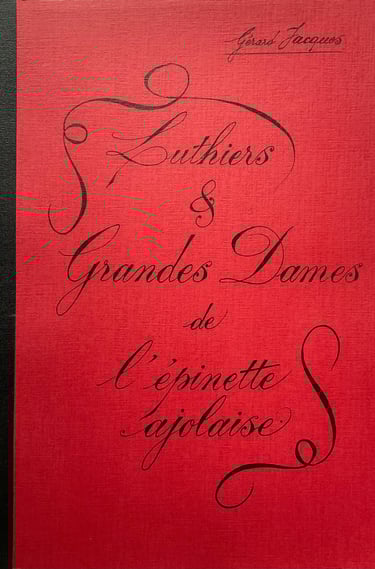 Gérard Jacques
Luthiers
&
Grandes Dames
de
l'épinette
ajolaise